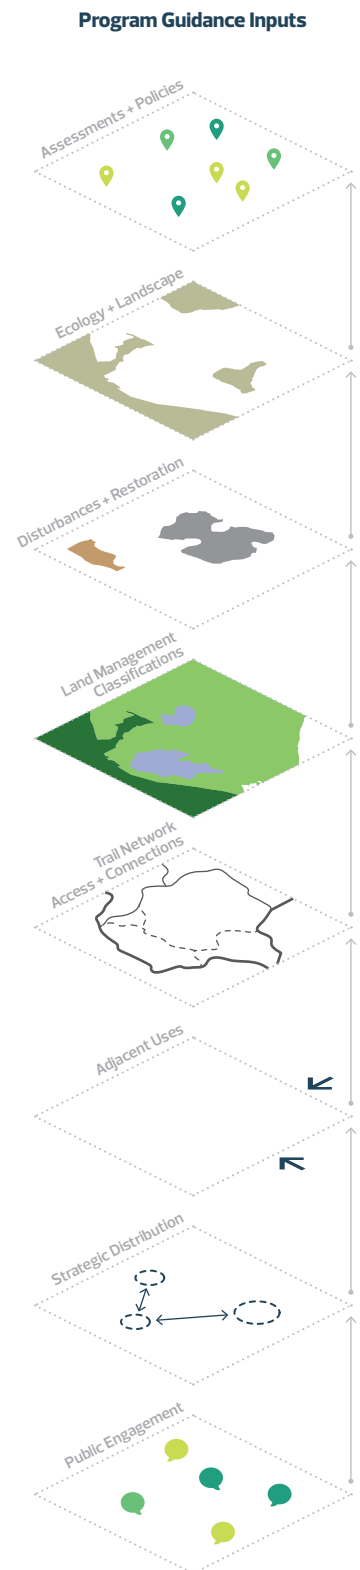 Program Guidance Inputs
Assessments + Policies
Ecology + Landscape
Disturbances + Restoration
Land Management
Classifications
Trail Network
Access + Connections
Adjacent Uses
Strategic Distribution
Public Engagement